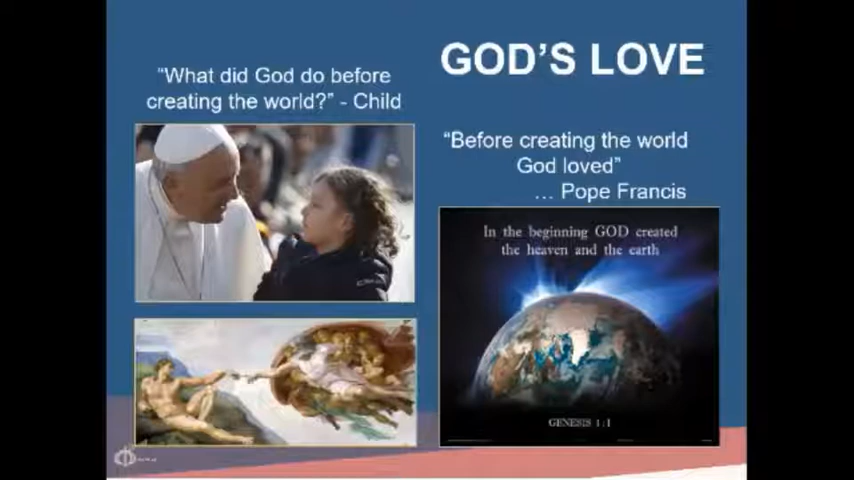 GOD'S LOVE
“What did God do before
creating the world?” - Child
“Before creating the world
God loved”
... Pope Francis
In the beginning GOD created
the heaven and the earth
GENESIS 1:1